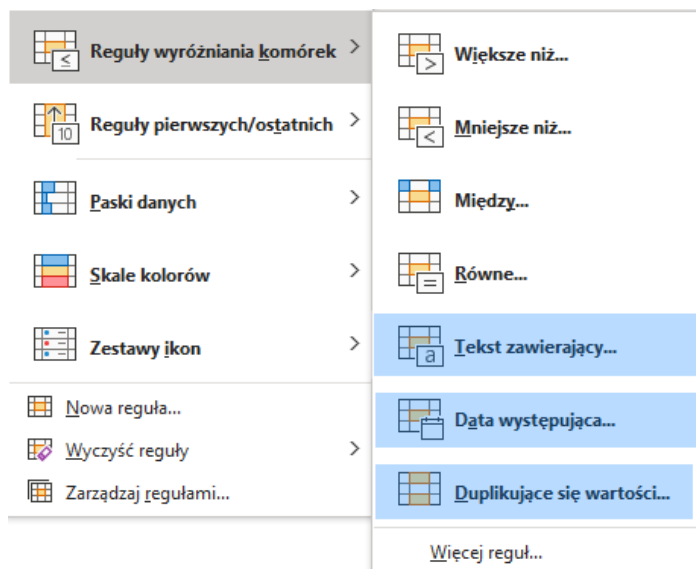 Reguły wyróżniania komórek
Reguły pierwszych/ostatnich
10
Paski danych
Skale kolorów
Zestawy ikon
Nowa reguła...
Wyczyść reguły
Zarządzaj regułami...
Większe niż...
Mniejsze niż...
Między...
Równe...
a
Tekst zawierający...
Data występująca...
Duplikujące się wartości...
Więcej reguł...